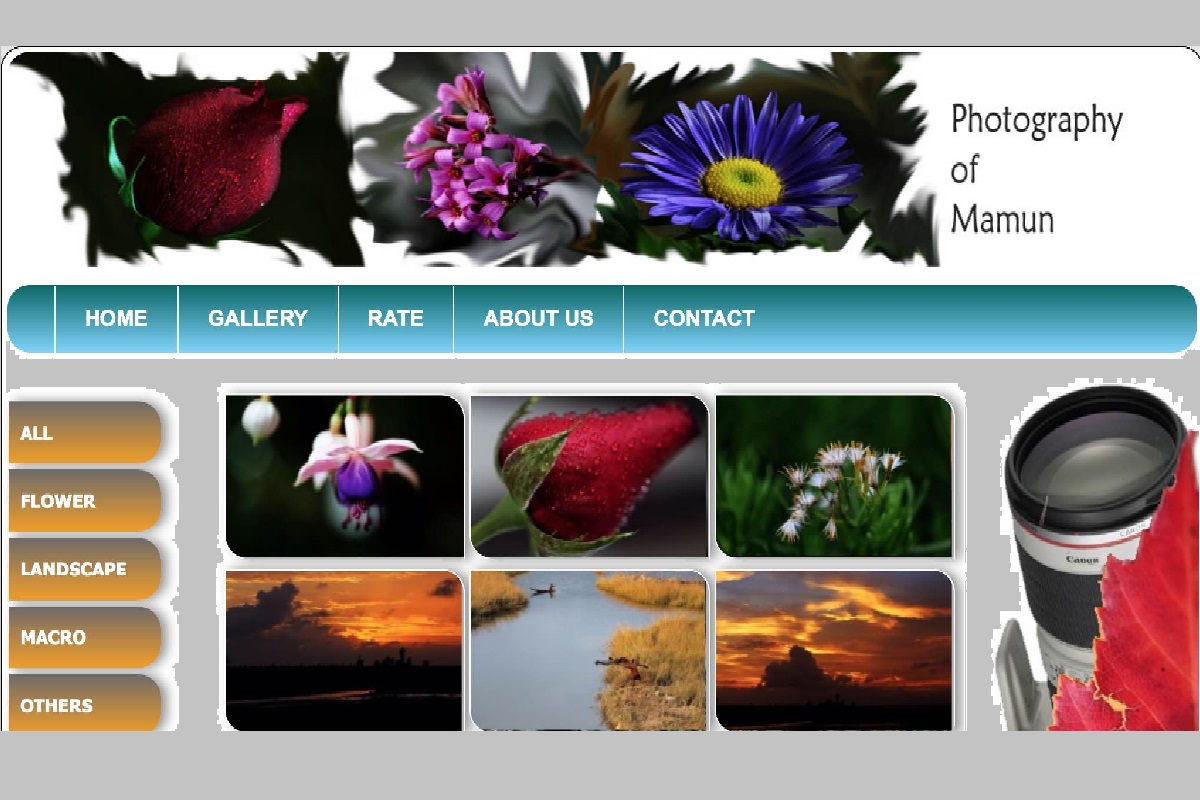 Photography
of
Mamun
HOME GALLERY RATE ABOUT US CONTACT
ALL
FLOWER
LANDSCAPE
MACRO
OTHERS
Canon